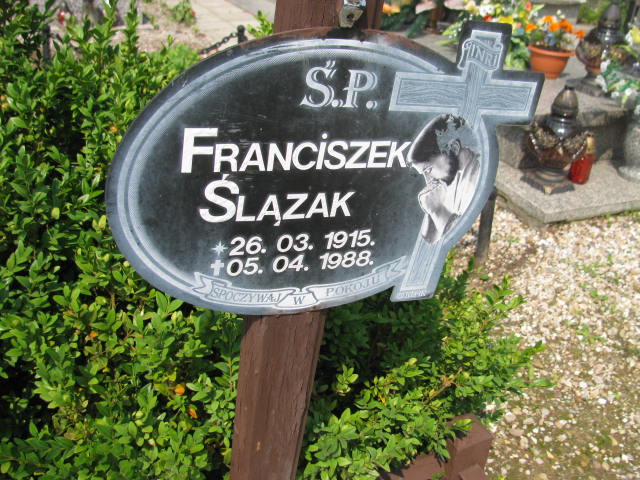 INRI
Ś.P.
FRANCISZEK
ŚLĄZAK
26. 03. 1915.
05. 04. 1988.
SPOCZYWAJ W POKOJU